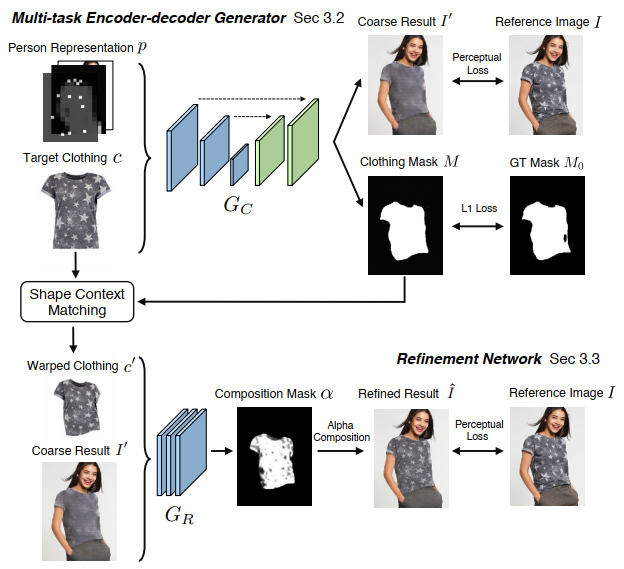 Multi-task Encoder-decoder Generator Sec 3.2
Person Representation p
Target Clothing c
G_C
Coarse Result I′
Reference Image I
Perceptual
Loss
Clothing Mask M
GT Mask M_0
L1 Loss
Shape Context
Matching
Warped Clothing c′
Coarse Result I′
G_R
Refinement Network Sec 3.3
Composition Mask α
Alpha
Composition
Refined Result Î
Perceptual
Loss
Reference Image I